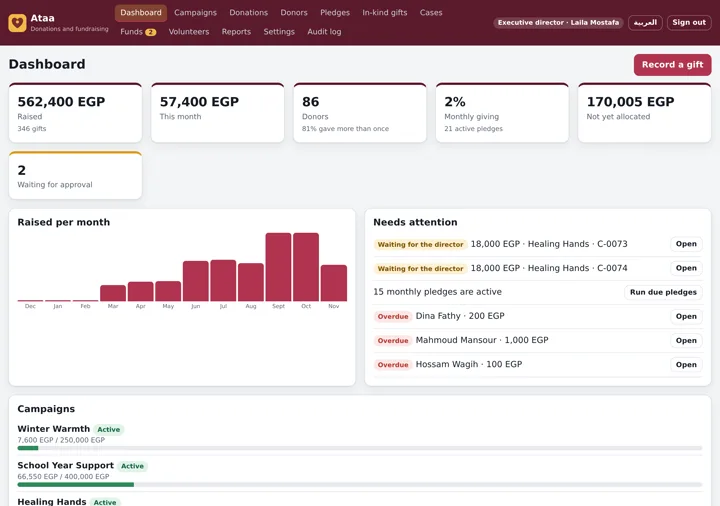 Ataa
Donations and fundraising
Dashboard Campaigns Donations Donors Pledges In-kind gifts Cases
Funds 2 Volunteers Reports Settings Audit log
Executive director · Laila Mostafa
العربية
Sign out
Dashboard
Record a gift
562,400 EGP
Raised
346 gifts
57,400 EGP
This month
86
Donors
81% gave more than once
2%
Monthly giving
21 active pledges
170,005 EGP
Not yet allocated
2
Waiting for approval
Raised per month
Dec Jan Feb Mar Apr May Jun Jul Aug Sept Oct Nov
Needs attention
Waiting for the director 18,000 EGP · Healing Hands · C-0073 Open
Waiting for the director 18,000 EGP · Healing Hands · C-0074 Open
15 monthly pledges are active Run due pledges
Overdue Dina Fathy · 200 EGP Open
Overdue Mahmoud Mansour · 1,000 EGP Open
Overdue Hossam Wagih · 100 EGP Open
Campaigns
Winter Warmth Active
7,600 EGP / 250,000 EGP
School Year Support Active
66,550 EGP / 400,000 EGP
Healing Hands Active